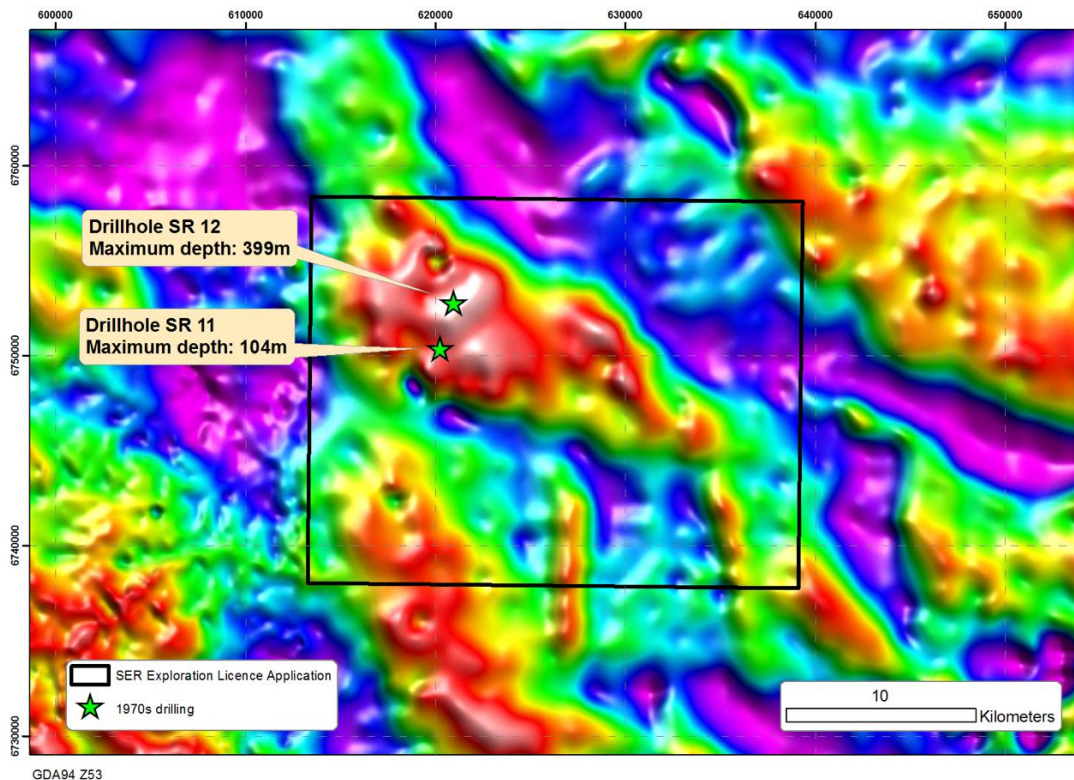 600000 610000 620000 630000 640000 650000
6760000
Drillhole SR 12
Maximum depth: 399m
Drillhole SR 11
Maximum depth: 104m
6750000
6740000
SER Exploration Licence Application
1970s drilling
10
Kilometers
6730000
GDA94 Z53